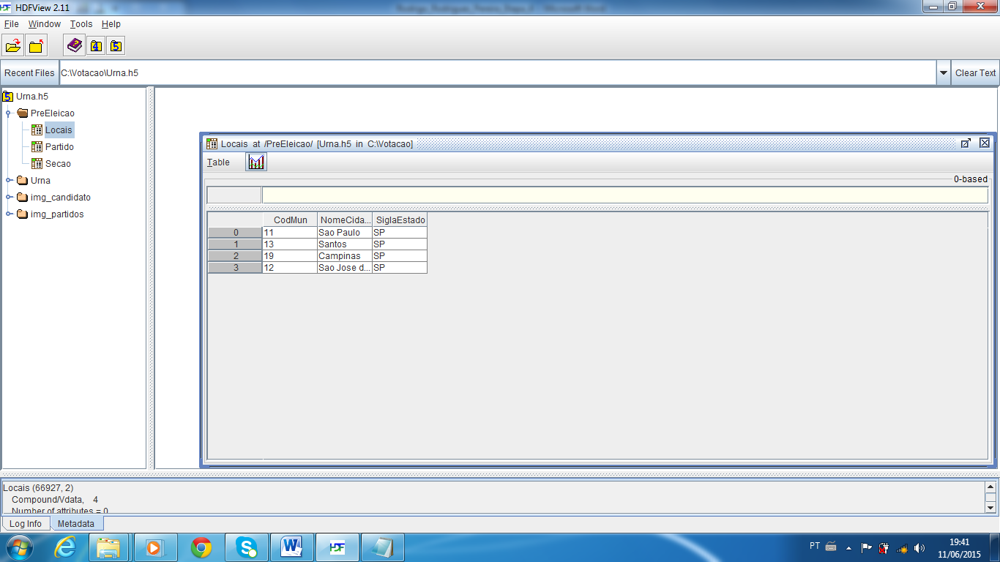 HDFView 2.11
File Window Tools Help
Recent Files C:\Votacao\Urna.h5 Clear Text
Urna.h5
PreEleicao
Locais
Partido
Secao
Urna
img_candidato
img_partidos
Locais at /PreEleicao/ [Urna.h5 in C:\Votacao]
Table
0-based
CodMun NomeCida... SiglaEstado
0 11 Sao Paulo SP
1 13 Santos SP
2 19 Campinas SP
3 12 Sao Jose d... SP
Locais (66927, 2)
Compound/Vdata, 4
Number of attributes = 0
Log Info Metadata
PT 19:41
11/06/2015